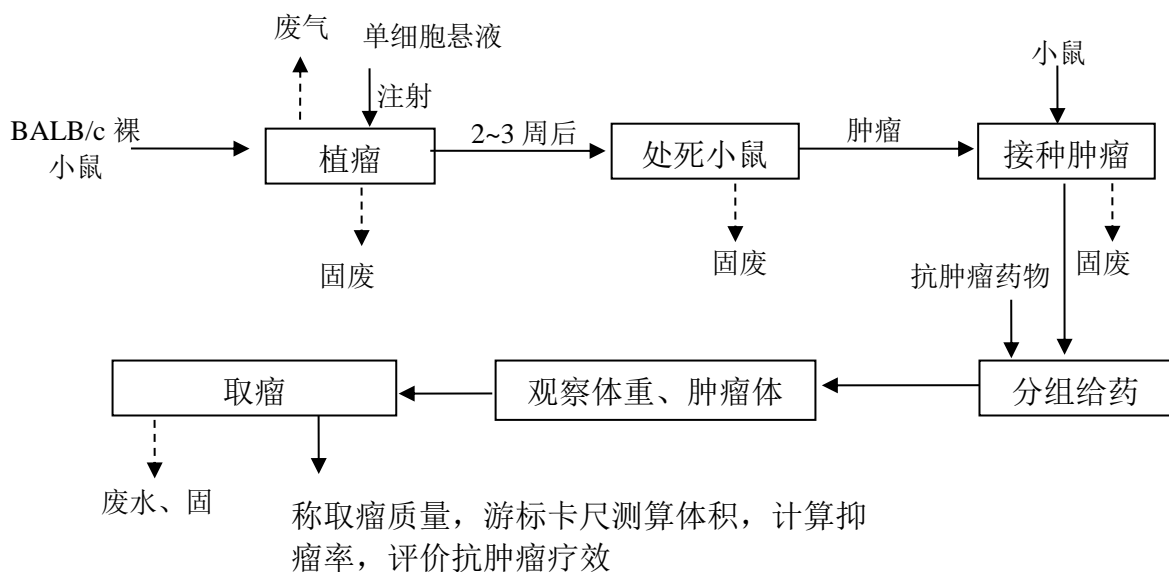 废气
单细胞悬液
小鼠
注射
BALB/c 裸
小鼠
植瘤
2~3 周后
处死小鼠
肿瘤
接种肿瘤
固废
固废
固废
抗肿瘤药物
取瘤
观察体重、肿瘤体
分组给药
废水、固
称取瘤质量，游标卡尺测算体积，计算抑
瘤率，评价抗肿瘤疗效